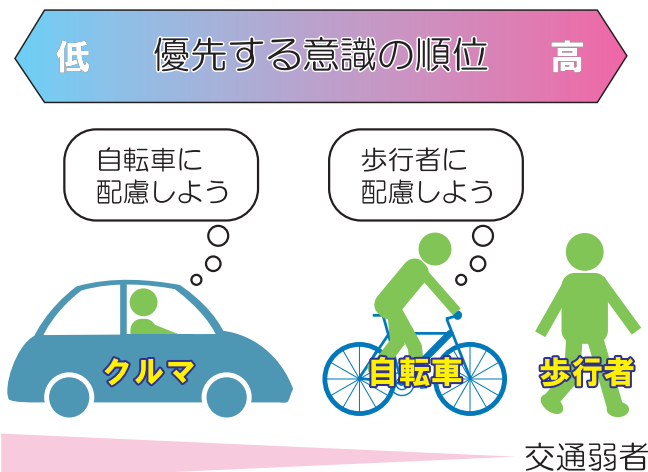 低 優先する意識の順位 高
自転車に
配慮しよう
歩行者に
配慮しよう
クルマ 自転車 歩行者
交通弱者